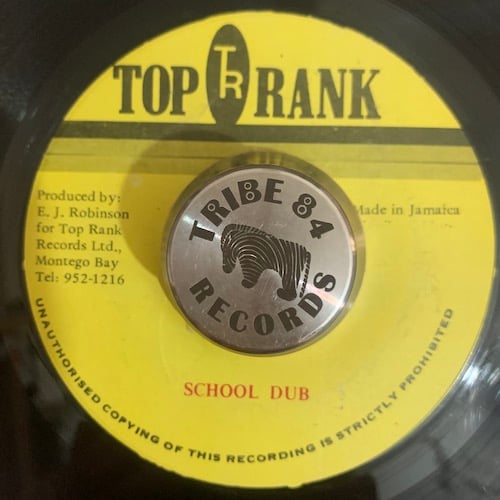 TOP TR RANK
Produced by:
E. J. Robinson
for Top Rank
Records Ltd.,
Montego Bay
Tel: 952-1216
Made in Jamaica
TRIBE 84
RECORDS
SCHOOL DUB
UNAUTHORISED COPYING OF THIS RECORDING IS STRICTLY PROHIBITED